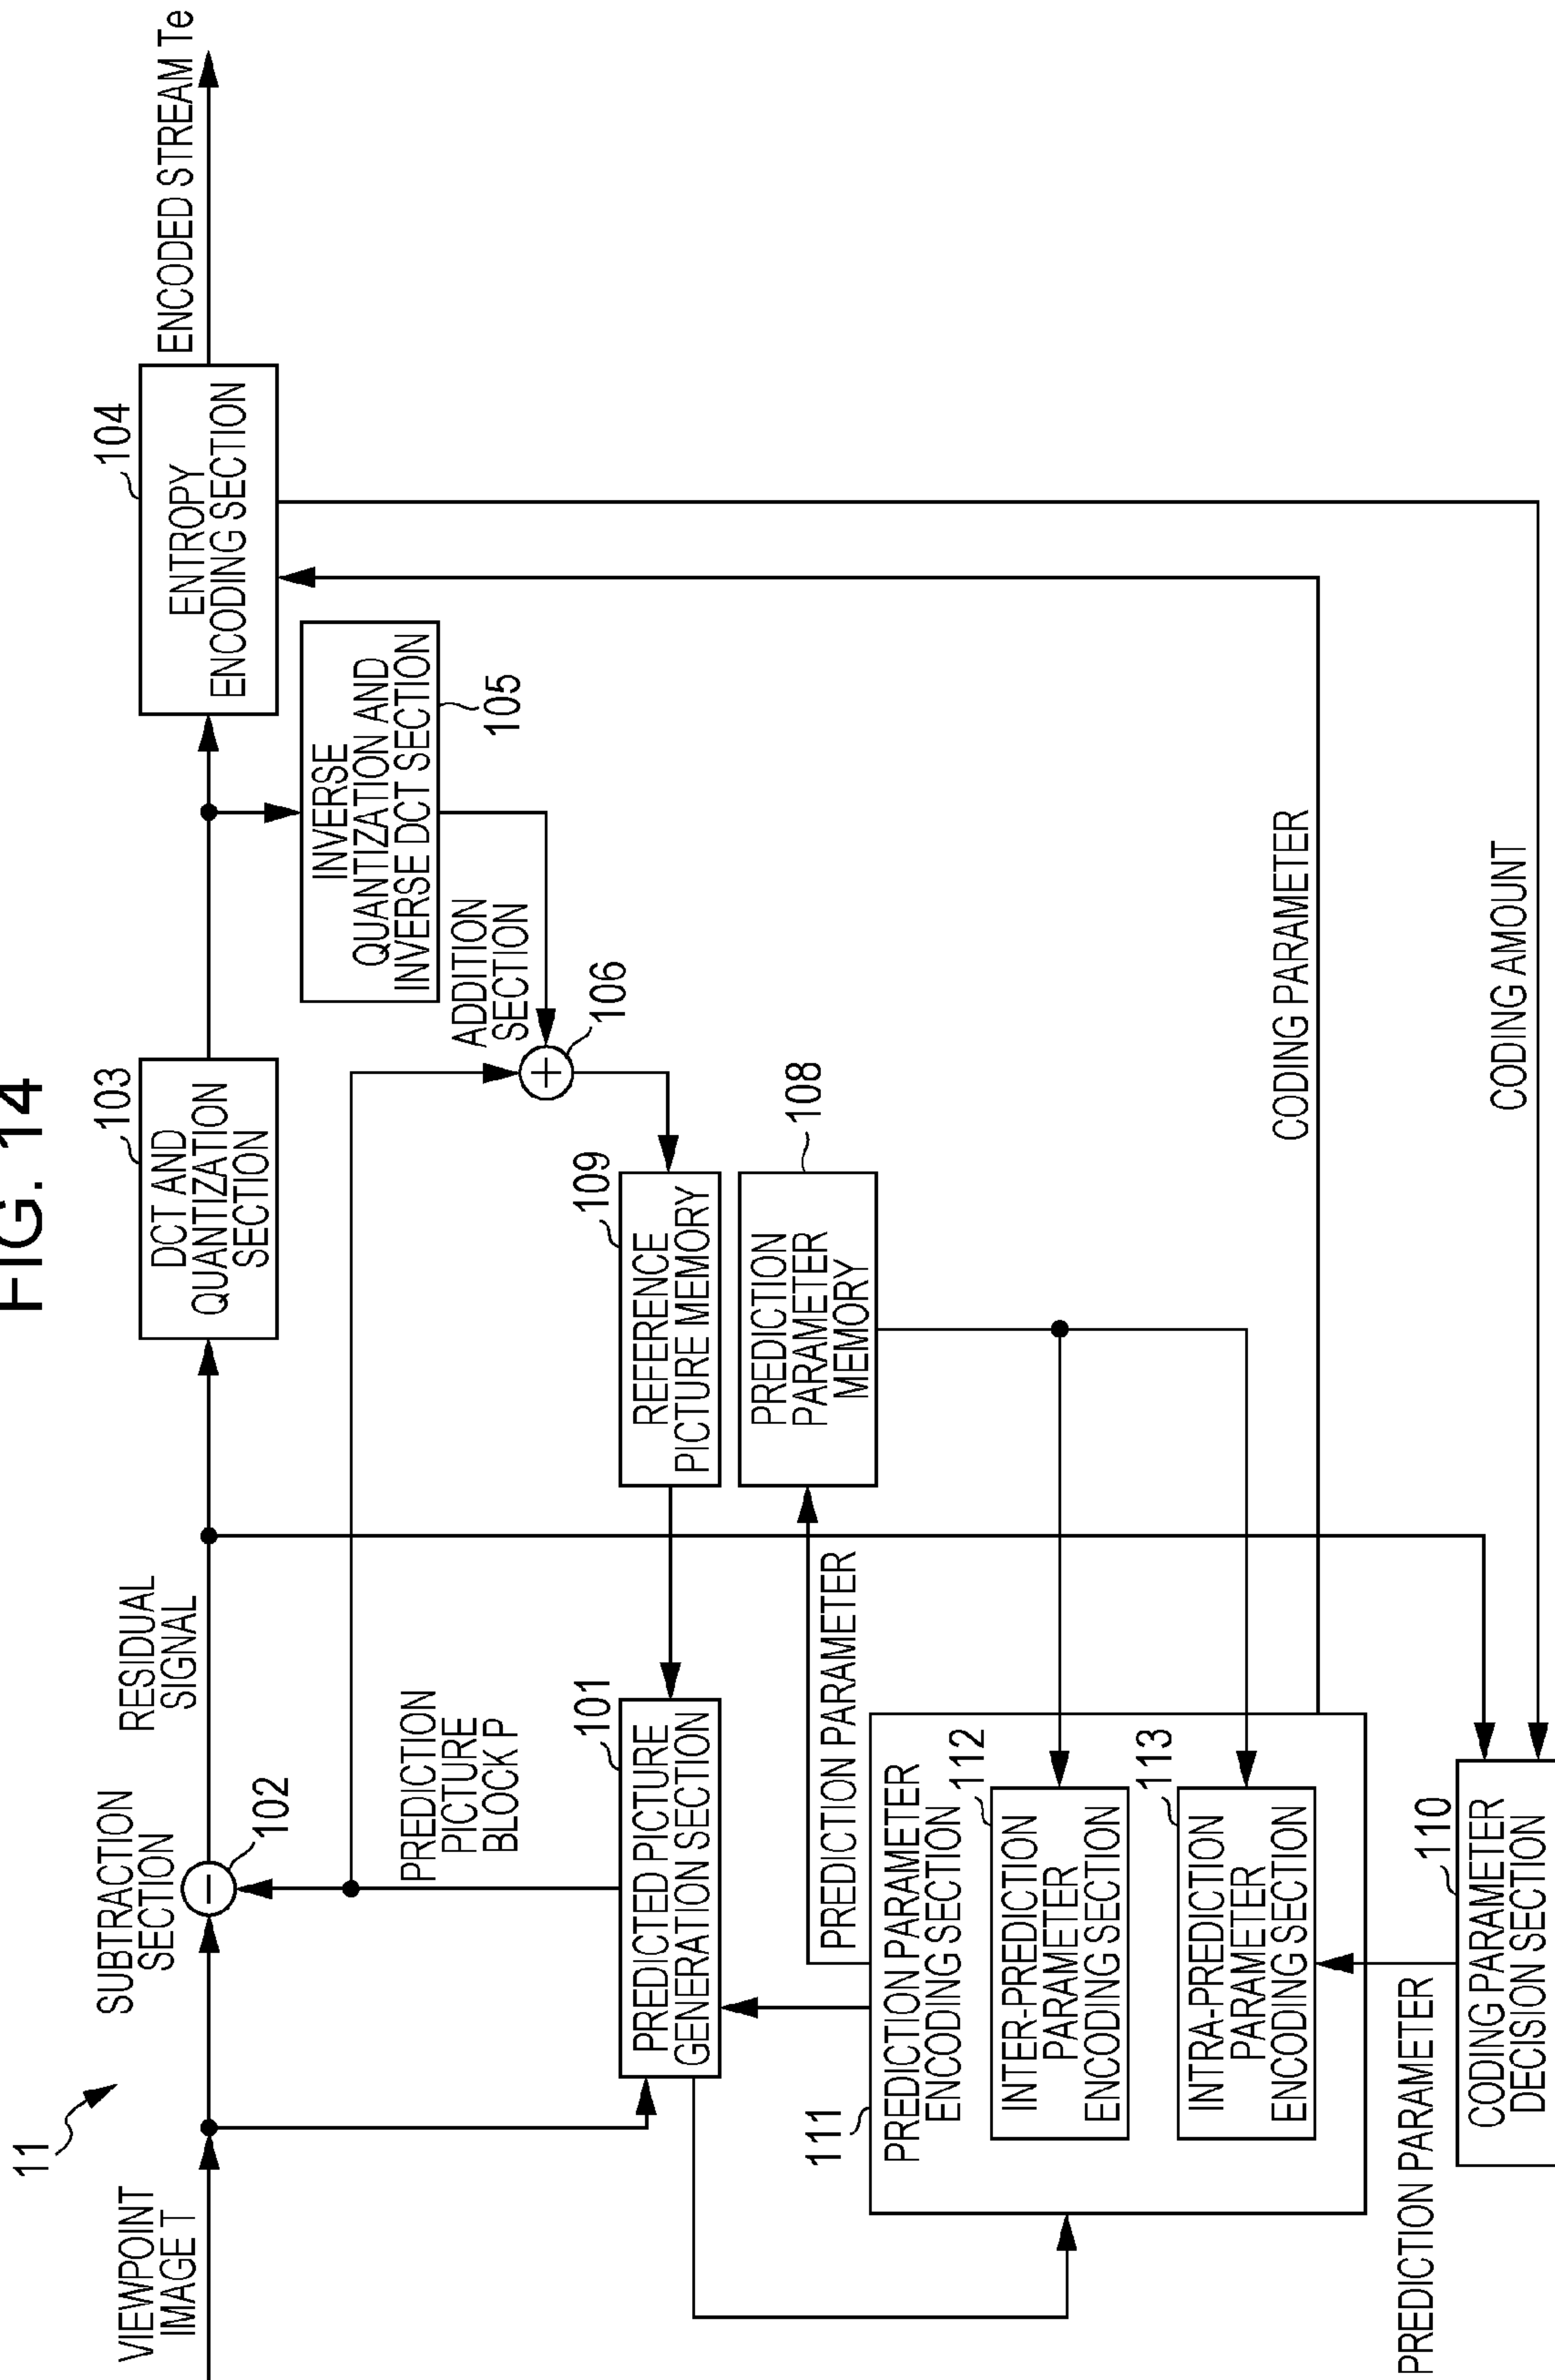 FIG. 14
11
VIEWPOINT
IMAGE T
SUBTRACTION
SECTION
102
RESIDUAL
SIGNAL
103
DCT AND
QUANTIZATION
SECTION
104
ENTROPY
ENCODING SECTION
ENCODED STREAM Te
INVERSE
QUANTIZATION AND
INVERSE DCT SECTION
105
ADDITION
SECTION
106
PREDICTION
PICTURE
BLOCK P
101
PREDICTED PICTURE
GENERATION SECTION
109
REFERENCE
PICTURE MEMORY
108
PREDICTION
PARAMETER
MEMORY
PREDICTION PARAMETER
111
PREDICTION PARAMETER
ENCODING SECTION
112
INTER-PREDICTION
PARAMETER
ENCODING SECTION
113
INTRA-PREDICTION
PARAMETER
ENCODING SECTION
CODING PARAMETER
PREDICTION PARAMETER
110
CODING PARAMETER
DECISION SECTION
CODING AMOUNT